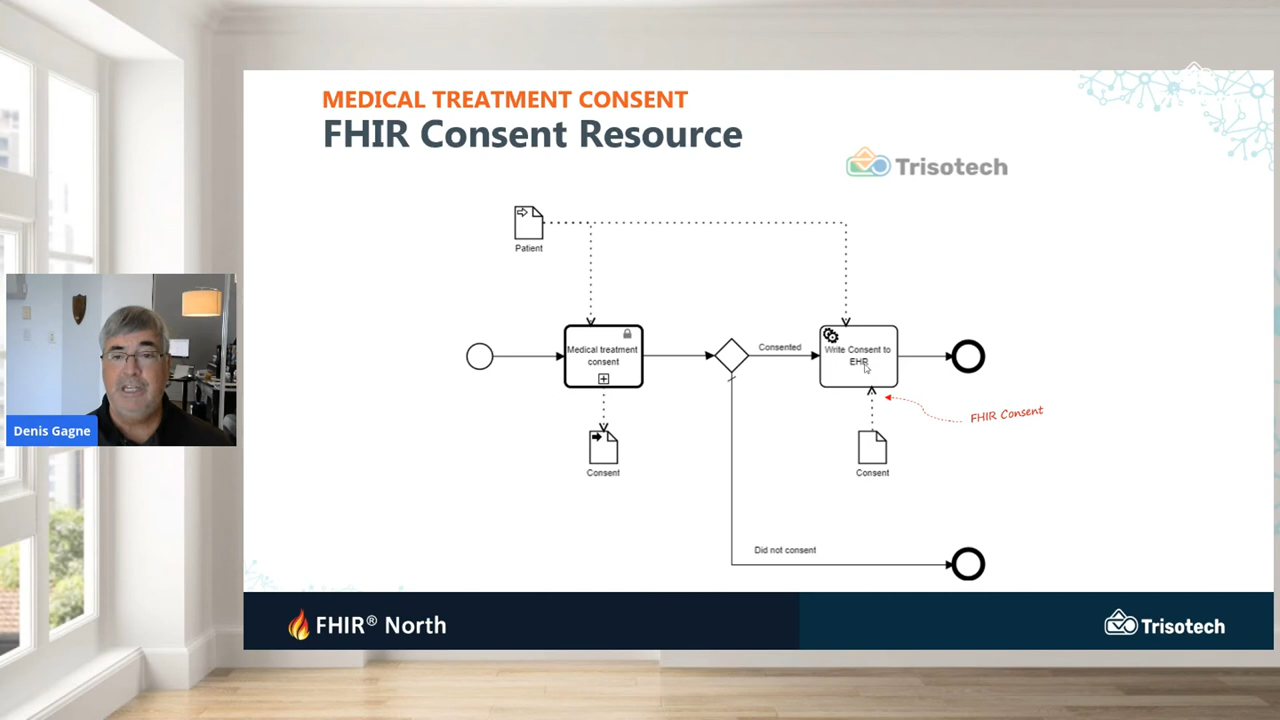 MEDICAL TREATMENT CONSENT
FHIR Consent Resource
Trisotech
Patient
Medical treatment
consent
Consented
Write Consent to
EHR
FHIR Consent
Consent
Consent
Did not consent
Denis Gagne
FHIR® North
Trisotech